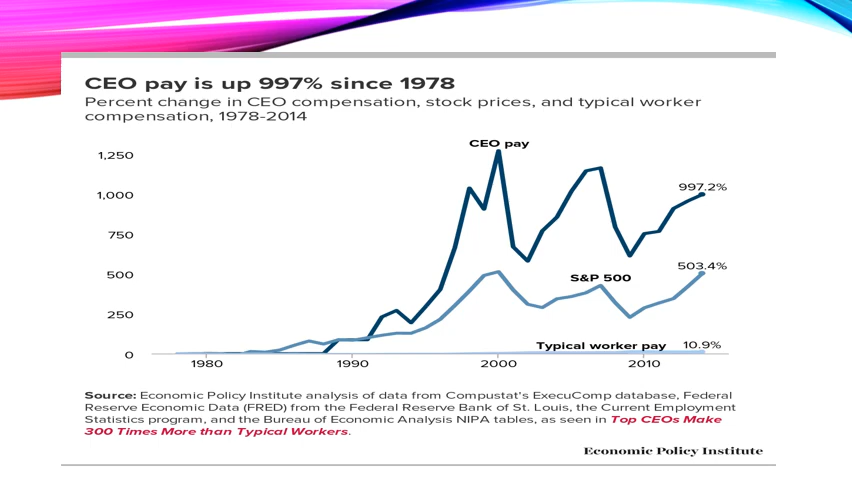 CEO pay is up 997% since 1978
Percent change in CEO compensation, stock prices, and typical worker
compensation, 1978-2014
CEO pay
1,250
997.2%
1,000
750
503.4%
500
S&P 500
250
Typical worker pay 10.9%
0
1980 1990 2000 2010
Source: Economic Policy Institute analysis of data from Compustat's ExecuComp database, Federal
Reserve Economic Data (FRED) from the Federal Reserve Bank of St. Louis, the Current Employment
Statistics program, and the Bureau of Economic Analysis NIPA tables, as seen in Top CEOs Make
300 Times More than Typical Workers.
Economic Policy Institute